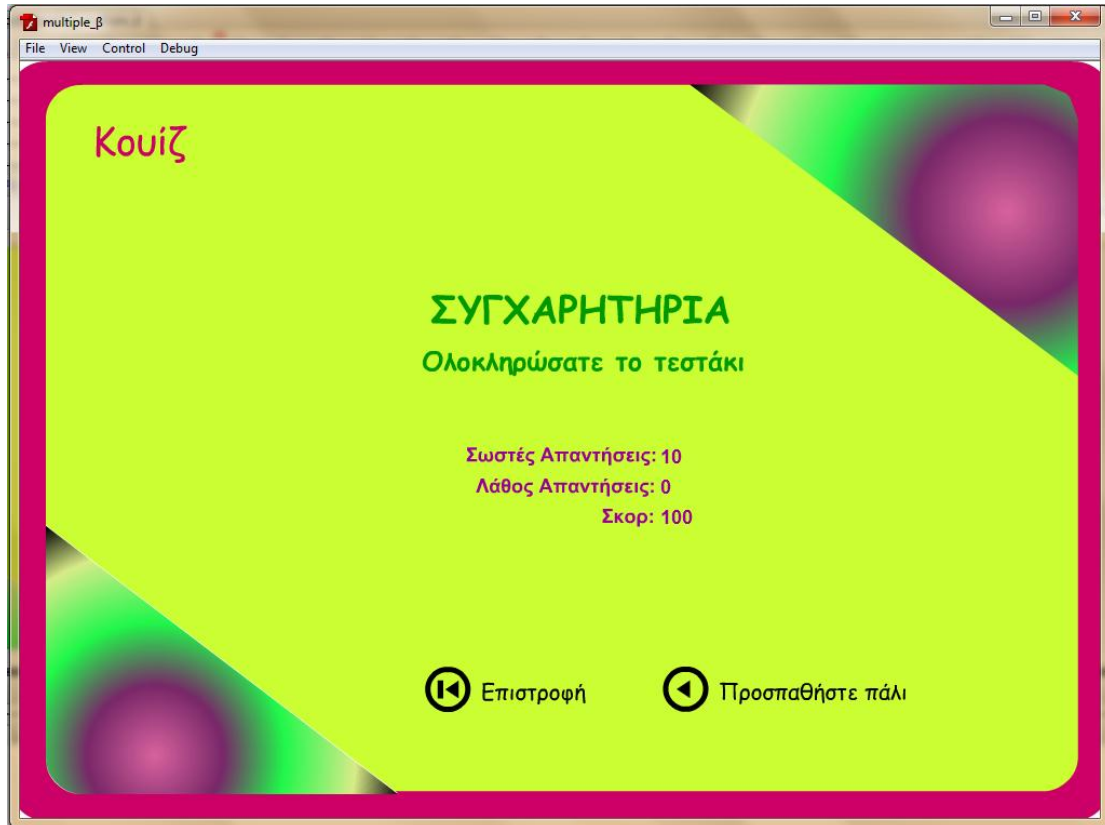 multiple_β
File View Control Debug
Κουίζ
ΣΥΓΧΑΡΗΤΗΡΙΑ
Ολοκληρώσατε το τεστάκι
Σωστές Απαντήσεις: 10
Λάθος Απαντήσεις: 0
Σκορ: 100
Επιστροφή
Προσπαθήστε πάλι